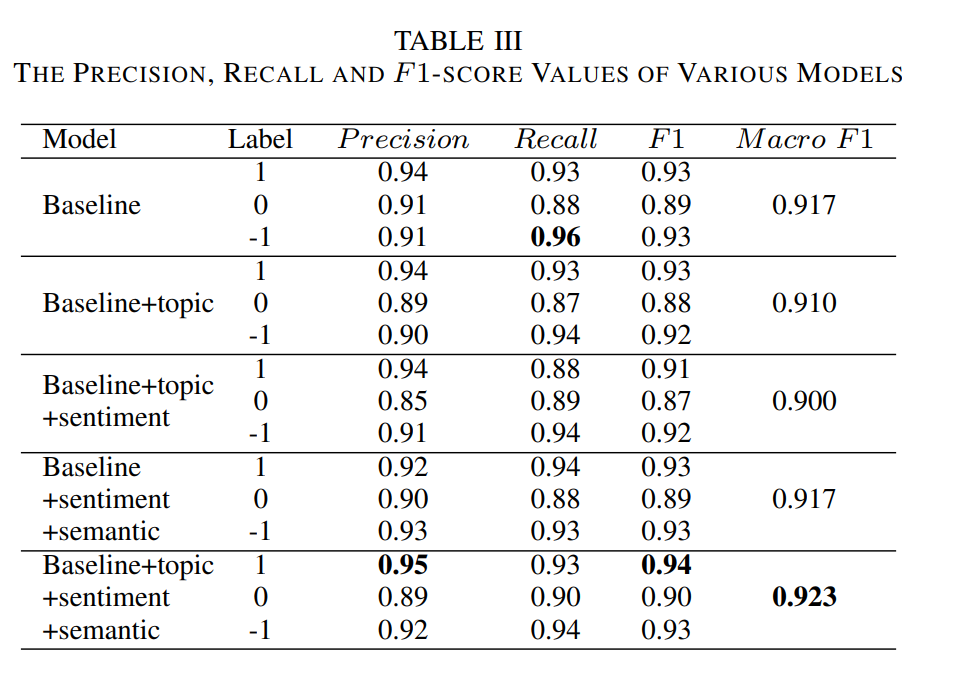 TABLE III
THE PRECISION, RECALL AND F1-SCORE VALUES OF VARIOUS MODELS
Model Label Precision Recall F1 Macro F1
1 0.94 0.93 0.93
Baseline 0 0.91 0.88 0.89 0.917
-1 0.91 0.96 0.93
1 0.94 0.93 0.93
Baseline+topic 0 0.89 0.87 0.88 0.910
-1 0.90 0.94 0.92
1 0.94 0.88 0.91
Baseline+topic
0 0.85 0.89 0.87 0.900
+sentiment
-1 0.91 0.94 0.92
Baseline 1 0.92 0.94 0.93
+sentiment 0 0.90 0.88 0.89 0.917
+semantic -1 0.93 0.93 0.93
Baseline+topic 1 0.95 0.93 0.94
+sentiment 0 0.89 0.90 0.90 0.923
+semantic -1 0.92 0.94 0.93